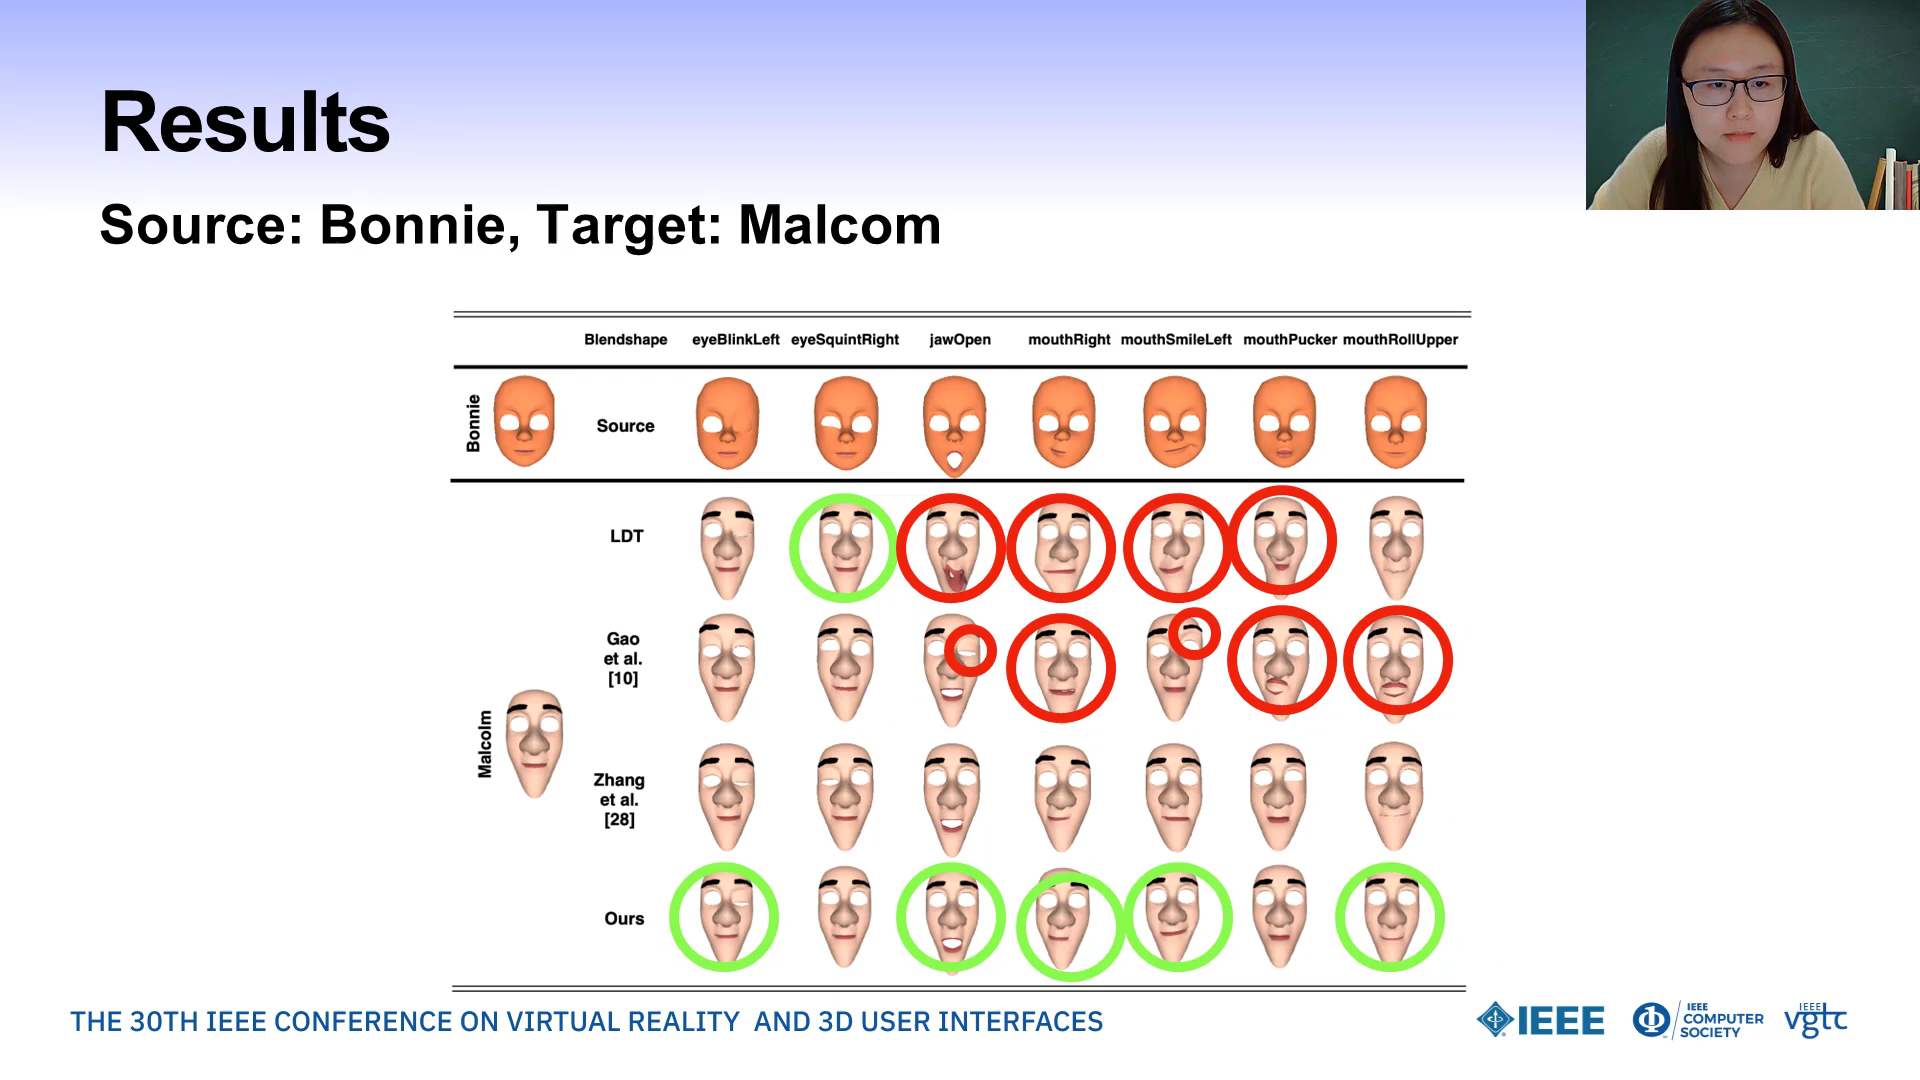 Results
Source: Bonnie, Target: Malcom
Blendshape eyeBlinkLeft eyeSquintRight jawOpen mouthRight mouthSmileLeft mouthPucker mouthRollUpper
Bonnie
Source
Malcolm
LDT
Gao
et al.
[10]
Zhang
et al.
[28]
Ours
THE 30TH IEEE CONFERENCE ON VIRTUAL REALITY AND 3D USER INTERFACES
IEEE
IEEE
COMPUTER
SOCIETY
IEEE
vgtc